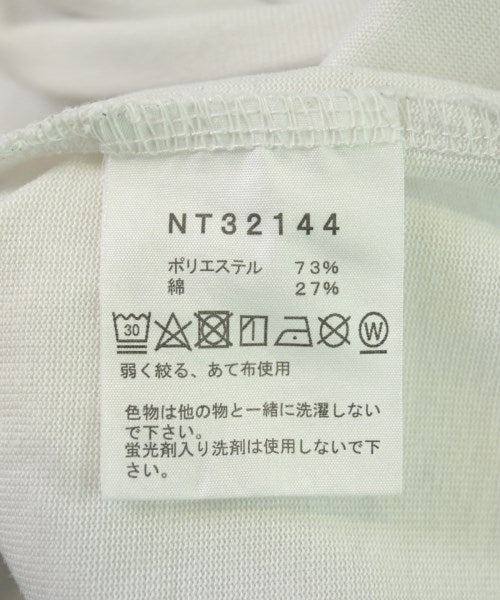 NT32144
ポリエステル 73%
綿 27%
30 W
弱く絞る、あて布使用
色物は他の物と一緒に洗濯しない
で下さい。
蛍光剤入り洗剤は使用しないで下
さい。